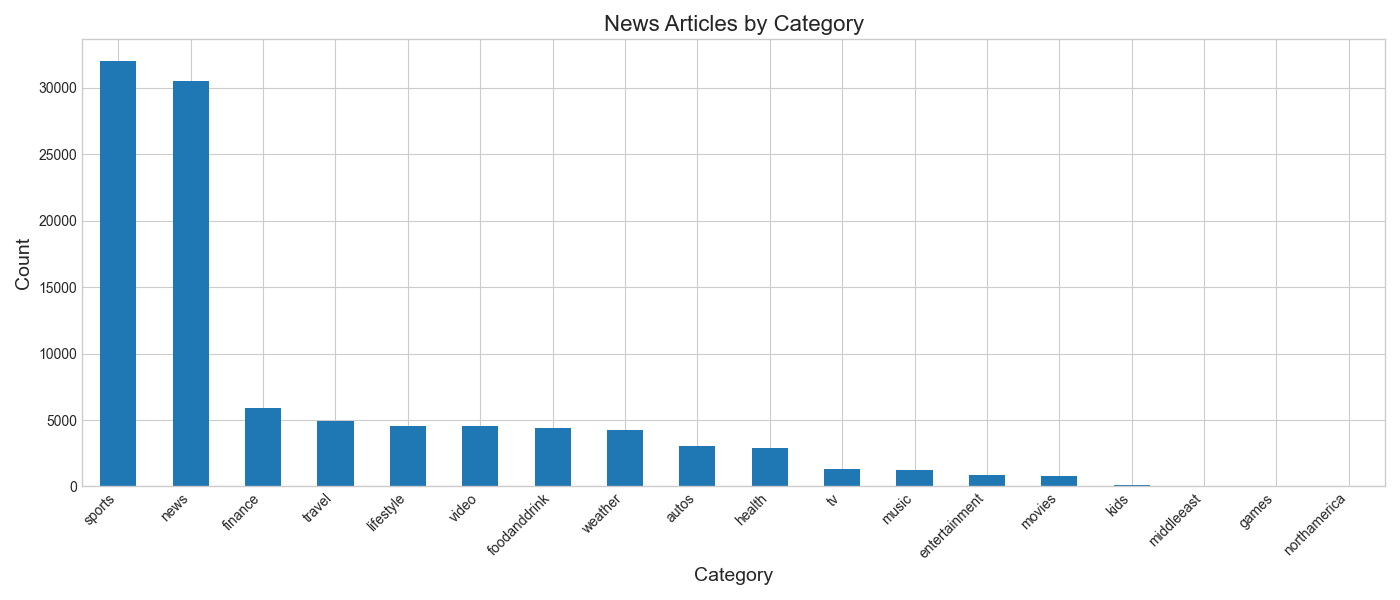 News Articles by Category
Count
30000
25000
20000
15000
10000
5000
0
sports
news
finance
travel
lifestyle
video
foodanddrink
weather
autos
health
tv
music
entertainment
movies
kids
middleeast
games
northamerica
Category